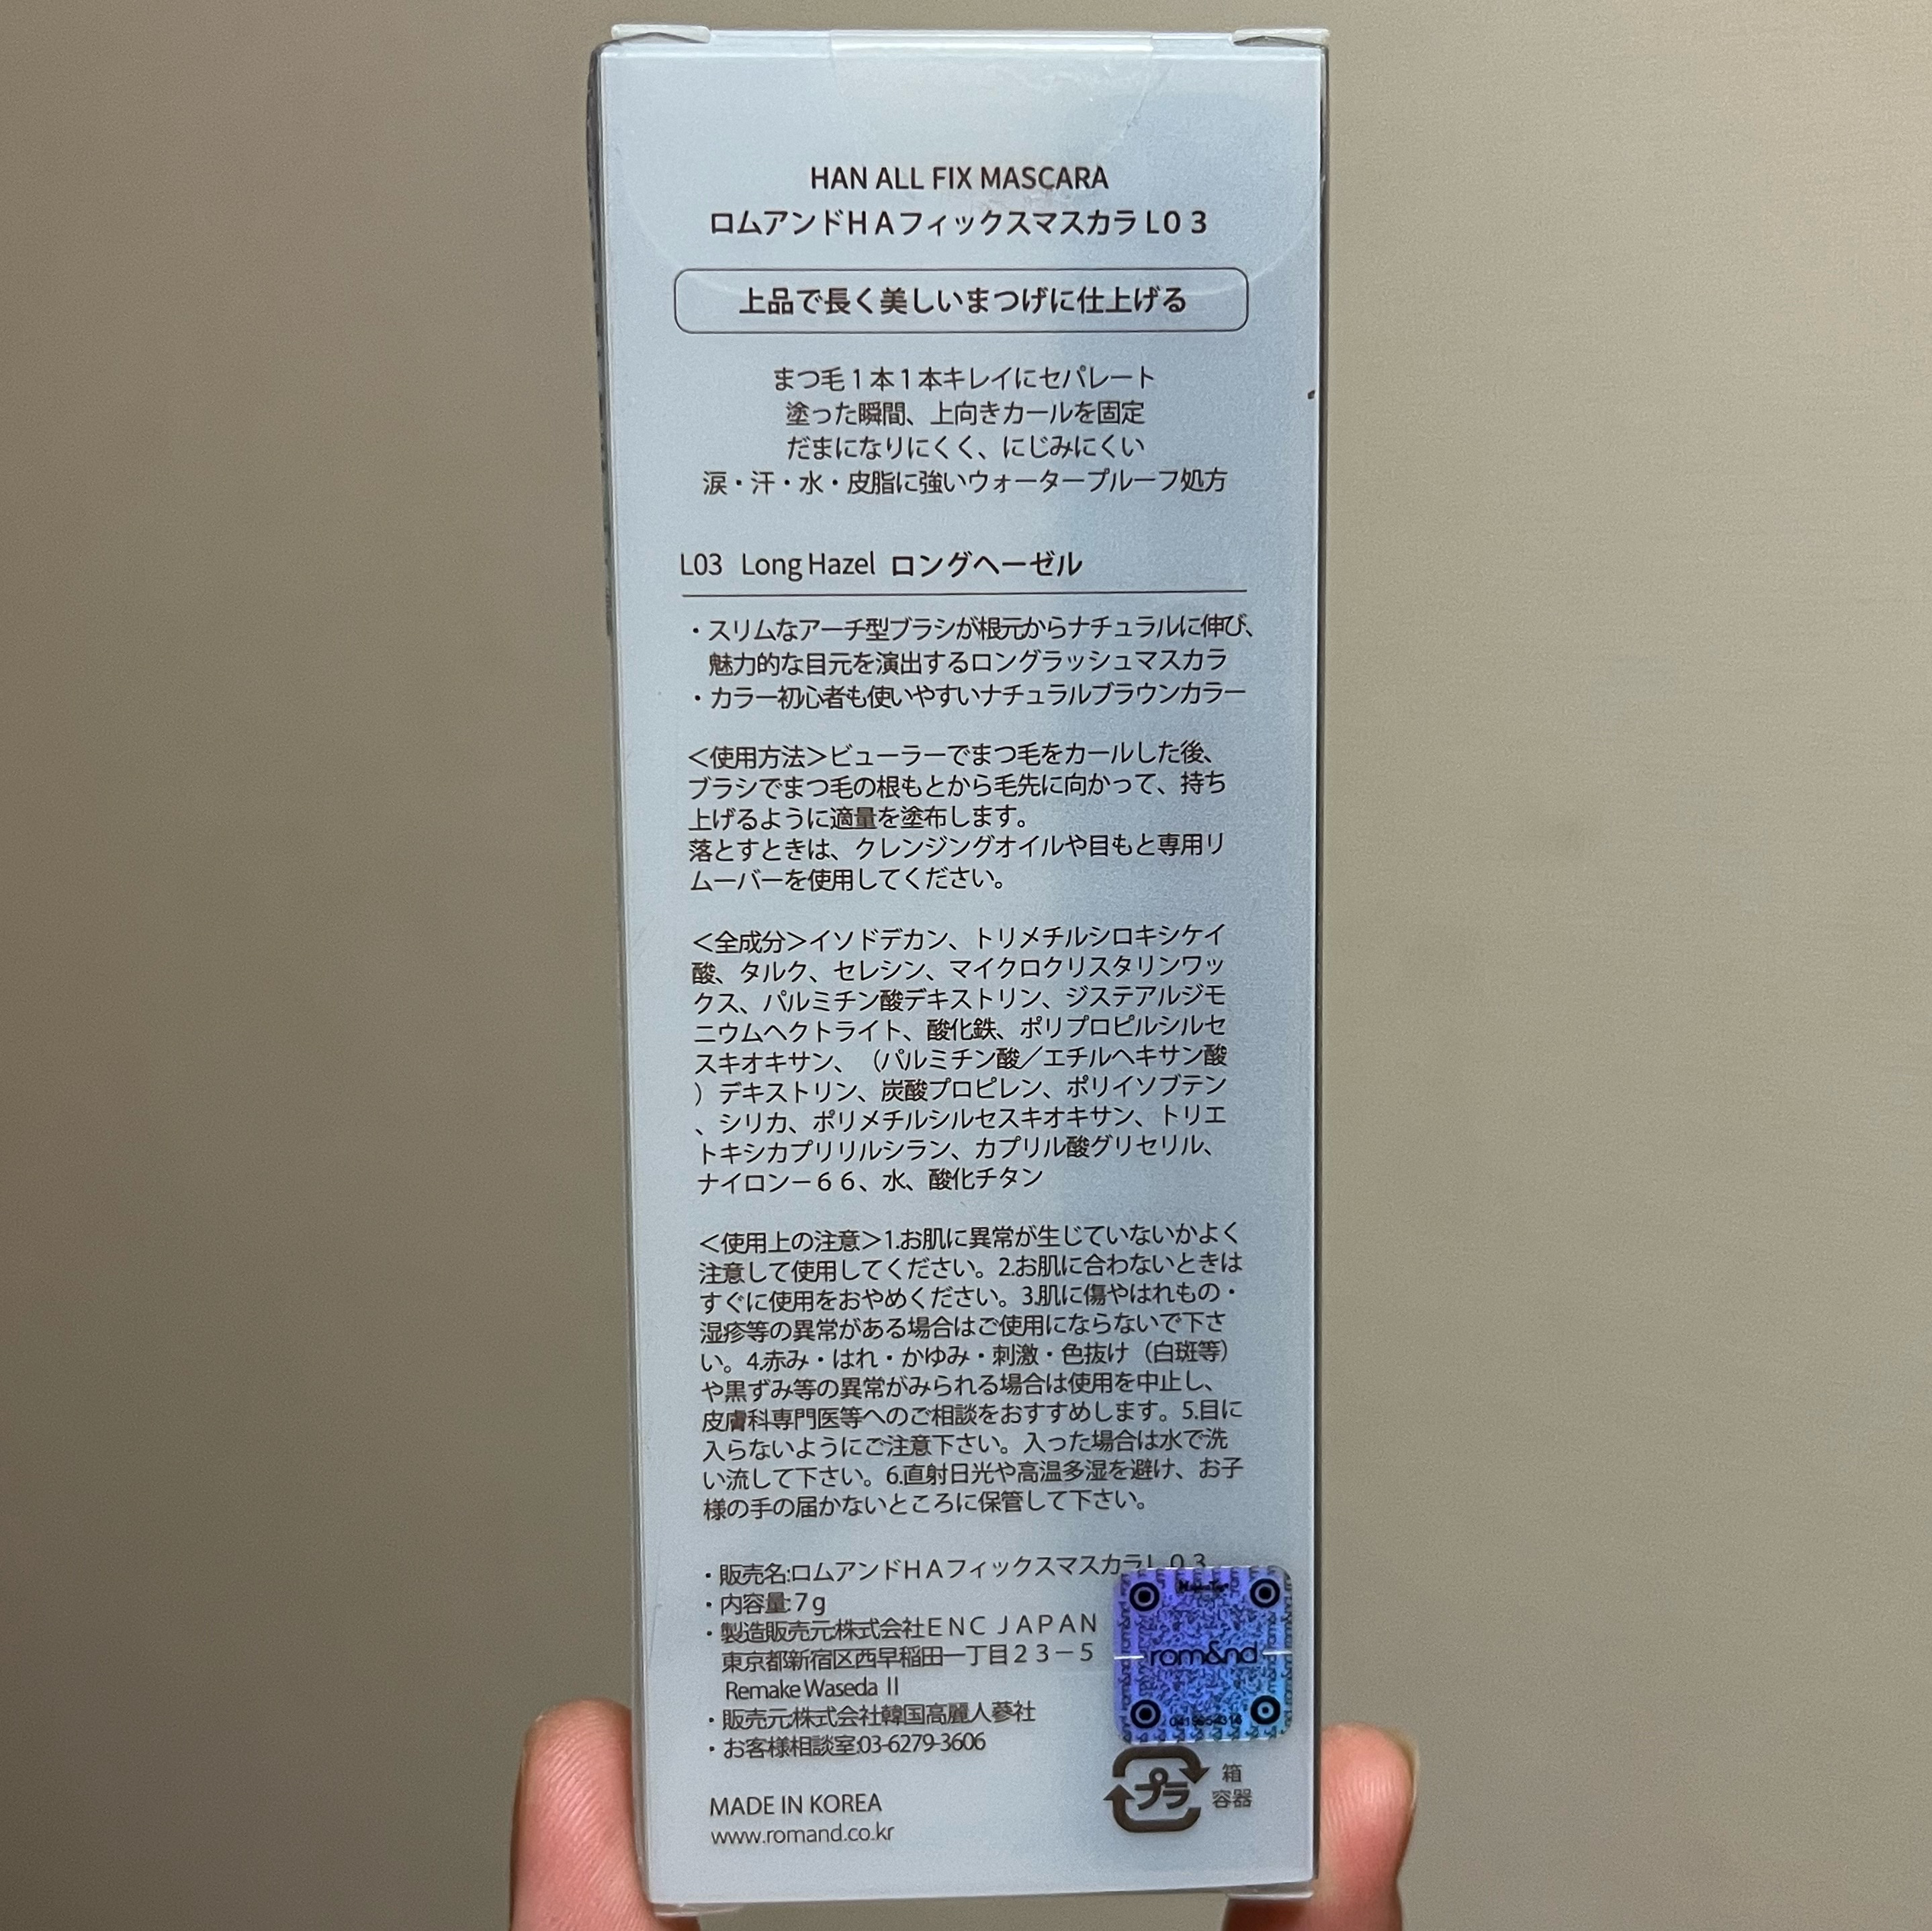 HAN ALL FIX MASCARA
ロムアンドＨＡフィックスマスカラＬ０３
上品で長く美しいまつげに仕上げる
まつ毛１本１本キレイにセパレート
塗った瞬間、上向きカールを固定
だまになりにくく、にじみにくい
涙・汗・水・皮脂に強いウォータープルーフ処方
L03 Long Hazel ロングヘーゼル
・スリムなアーチ型ブラシが根元からナチュラルに伸び、
魅力的な目元を演出するロングラッシュマスカラ
・カラー初心者も使いやすいナチュラルブラウンカラー
＜使用方法＞ビューラーでまつ毛をカールした後、
ブラシでまつ毛の根もとから毛先に向かって、持ち
上げるように適量を塗布します。
落とすときは、クレンジングオイルや目もと専用リ
ムーバーを使用してください。
＜全成分＞イソドデカン、トリメチルシロキシケイ
酸、タルク、セレシン、マイクロクリスタリンワッ
クス、パルミチン酸デキストリン、ジステアルジモ
ニウムヘクトライト、酸化鉄、ポリプロピルシルセ
スキオキサン、（パルミチン酸／エチルヘキサン酸
）デキストリン、炭酸プロピレン、ポリイソブテン
、シリカ、ポリメチルシルセスキオキサン、トリエ
トキシカプリリルシラン、カプリル酸グリセリル、
ナイロンー６６、水、酸化チタン
＜使用上の注意＞1.お肌に異常が生じていないかよく
注意して使用してください。2.お肌に合わないときは
すぐに使用をおやめください。3.肌に傷やはれもの・
湿疹等の異常がある場合はご使用にならないで下さ
い。4.赤み・はれ・かゆみ・刺激・色抜け（白斑等）
や黒ずみ等の異常がみられる場合は使用を中止し、
皮膚科専門医等へのご相談をおすすめします。5.目に
入らないようにご注意下さい。入った場合は水で洗
い流して下さい。6.直射日光や高温多湿を避け、お子
様の手の届かないところに保管して下さい。
・販売名:ロムアンドＨＡフィックスマスカラＬ０３
・内容量:７g
・製造販売元:株式会社ＥＮＣ ＪＡＰＡＮ
東京都新宿区西早稲田一丁目２３－５
Remake Waseda Ⅱ
・販売元:株式会社韓国高麗人蔘社
・お客様相談室:03-6279-3606
rom&nd
プラ
箱
容器
MADE IN KOREA
www.romand.co.kr